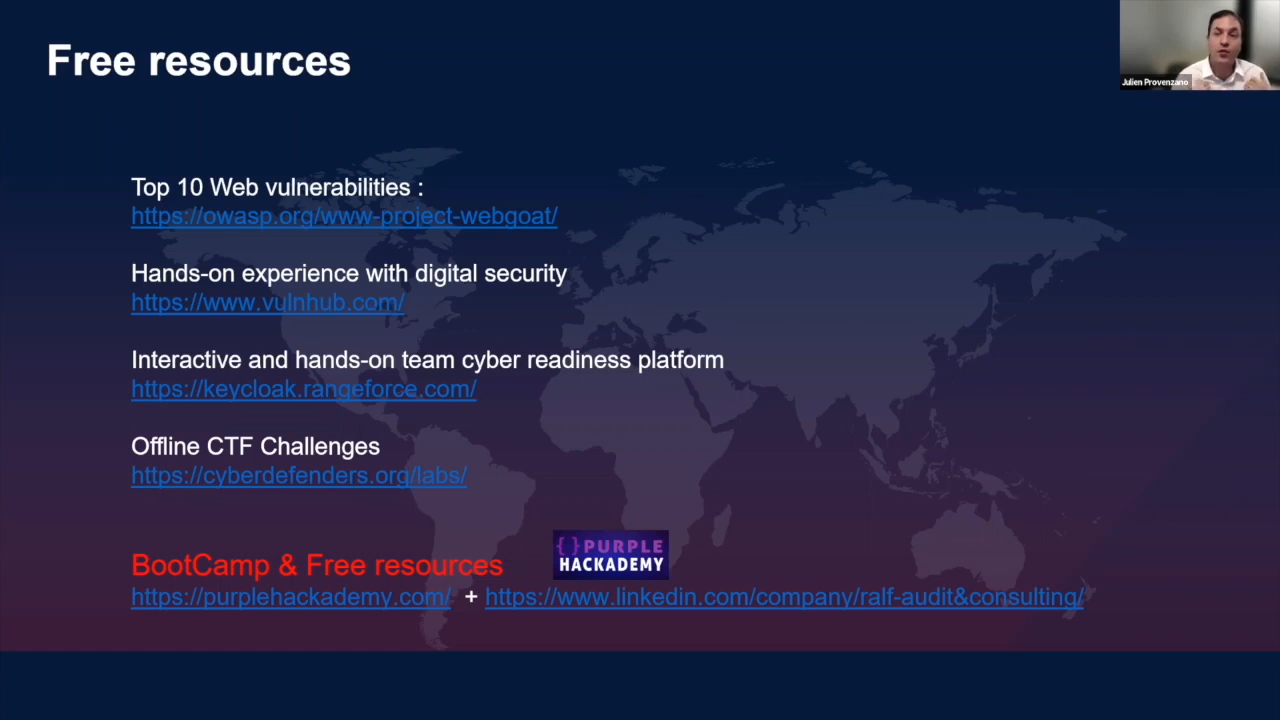 Free resources
Julien Provenzano
Top 10 Web vulnerabilities :
https://owasp.org/www-project-webgoat/
Hands-on experience with digital security
https://www.vulnhub.com/
Interactive and hands-on team cyber readiness platform
https://keycloak.rangeforce.com/
Offline CTF Challenges
https://cyberdefenders.org/labs/
BootCamp & Free resources
{ } PURPLE
HACKADEMY
https://purplehackademy.com/ + https://www.linkedin.com/company/ralf-audit&consulting/